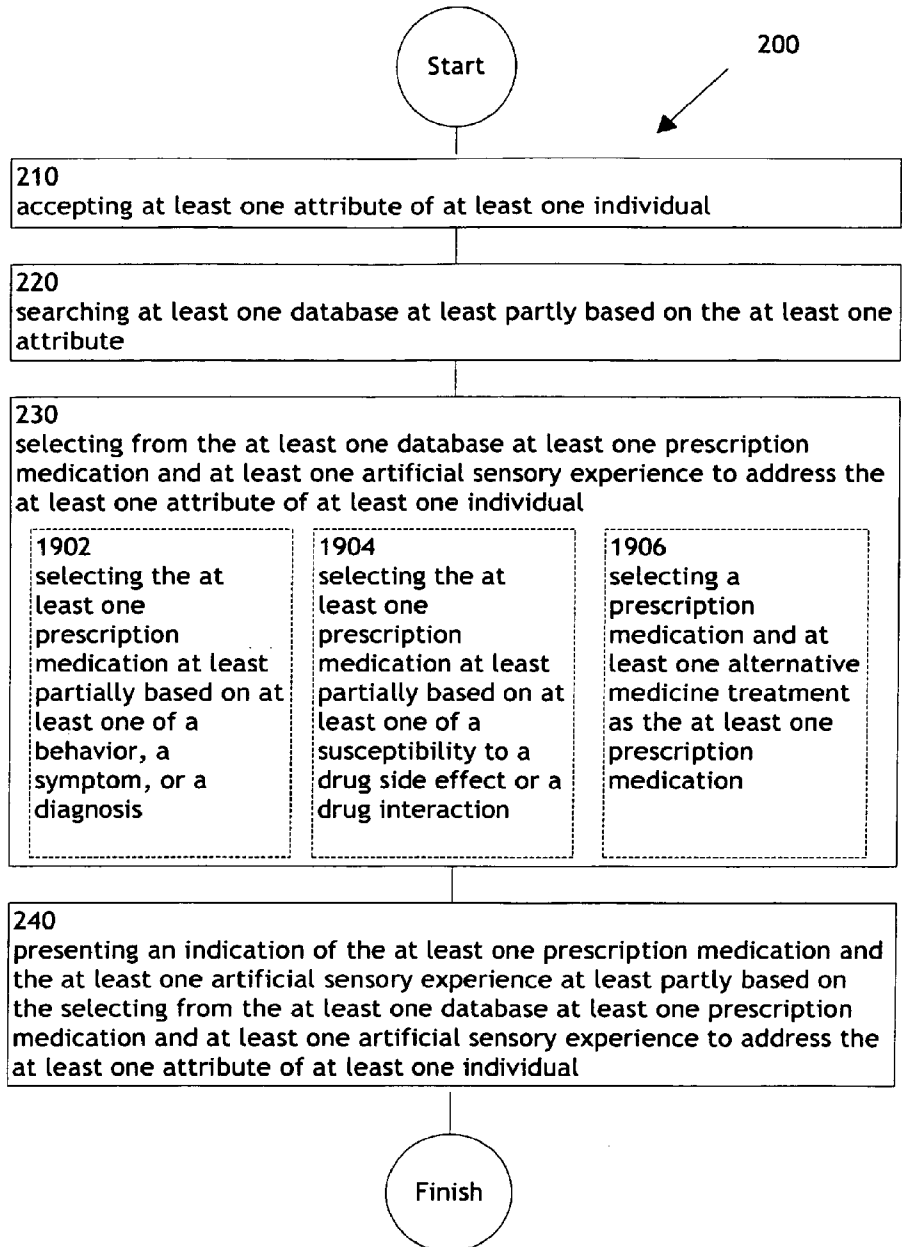 Start
200
210
accepting at least one attribute of at least one individual
220
searching at least one database at least partly based on the at least one
attribute
230
selecting from the at least one database at least one prescription
medication and at least one artificial sensory experience to address the
at least one attribute of at least one individual
1902
selecting the at
least one
prescription
medication at least
partially based on at
least one of a
behavior, a
symptom, or a
diagnosis
1904
selecting the at
least one
prescription
medication at least
partially based on at
least one of a
susceptibility to a
drug side effect or a
drug interaction
1906
selecting a
prescription
medication and at
least one alternative
medicine treatment
as the at least one
prescription
medication
240
presenting an indication of the at least one prescription medication and
the at least one artificial sensory experience at least partly based on
the selecting from the at least one database at least one prescription
medication and at least one artificial sensory experience to address the
at least one attribute of at least one individual
Finish